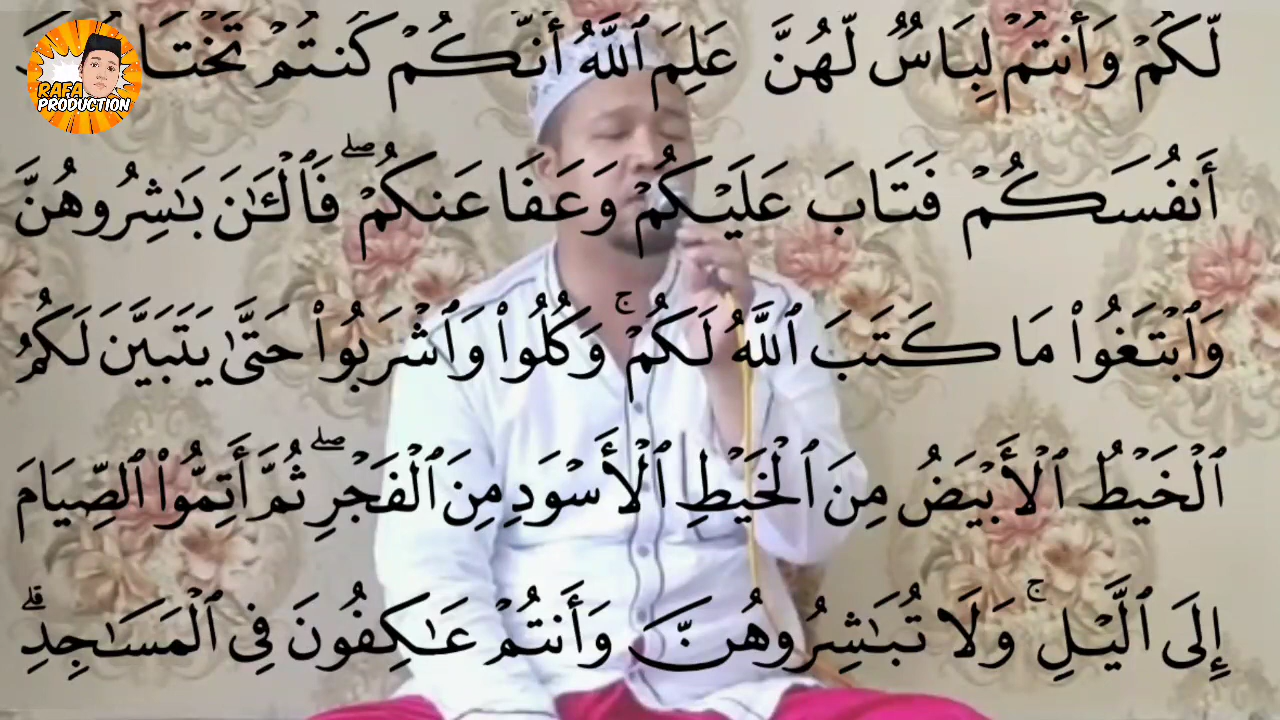 لَّكُمْ وَأَنتُمْ لِبَاسٌ لَّهُنَّ عَلِمَ ٱللَّهُ أَنَّكُمْ كُنتُمْ تَخْتَانُونَ
أَنفُسَكُمْ فَتَابَ عَلَيْكُمْ وَعَفَا عَنكُمْ ۖ فَٱلْـَٔـٰنَ بَـٰشِرُوهُنَّ
وَٱبْتَغُوا۟ مَا كَتَبَ ٱللَّهُ لَكُمْ ۚ وَكُلُوا۟ وَٱشْرَبُوا۟ حَتَّىٰ يَتَبَيَّنَ لَكُمُ
ٱلْخَيْطُ ٱلْأَبْيَضُ مِنَ ٱلْخَيْطِ ٱلْأَسْوَدِ مِنَ ٱلْفَجْرِ ۖ ثُمَّ أَتِمُّوا۟ ٱلصِّيَامَ
إِلَى ٱلَّيْلِ ۚ وَلَا تُبَـٰشِرُوهُنَّ وَأَنتُمْ عَـٰكِفُونَ فِى ٱلْمَسَـٰجِدِ ۗ
RAFA
PRODUCTION